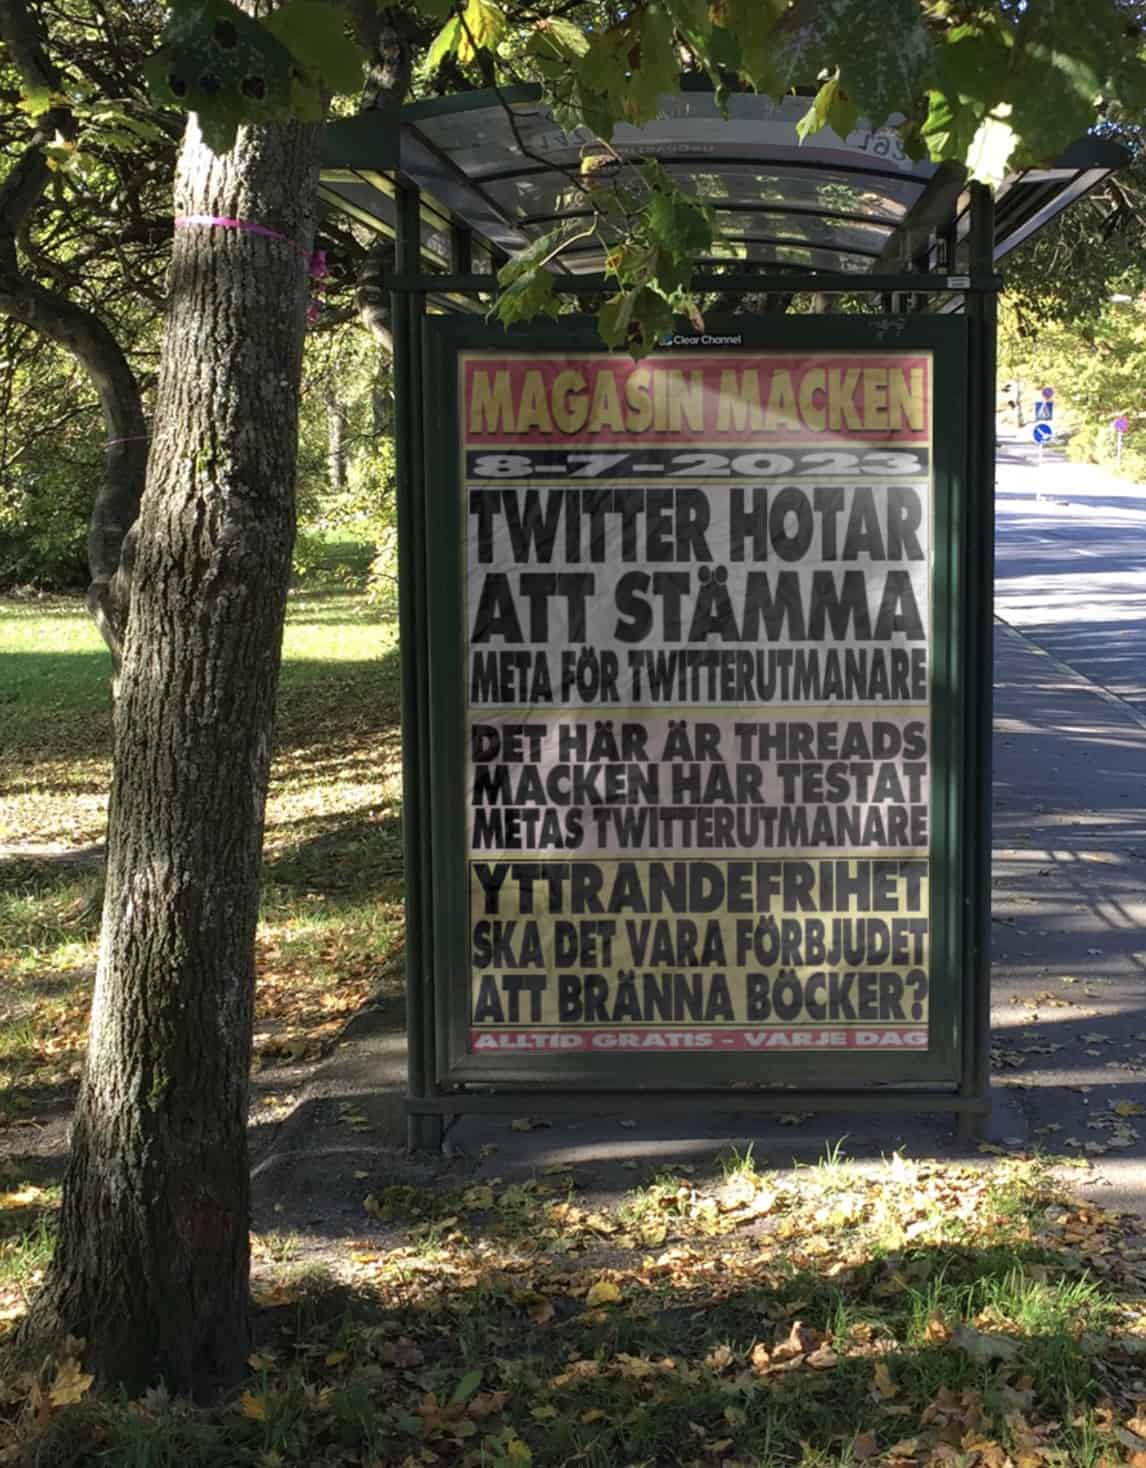 Clear Channel
MAGASIN MACKEN
8-7-2023
TWITTER HOTAR
ATT STÄMMA
META FÖR TWITTERUTMANARE
DET HÄR ÄR THREADS
MACKEN HAR TESTAT
METAS TWITTERUTMANARE
YTTRANDEFRIHET
SKA DET VARA FÖRBJUDET
ATT BRÄNNA BÖCKER?
ALLTID GRATIS - VARJE DAG